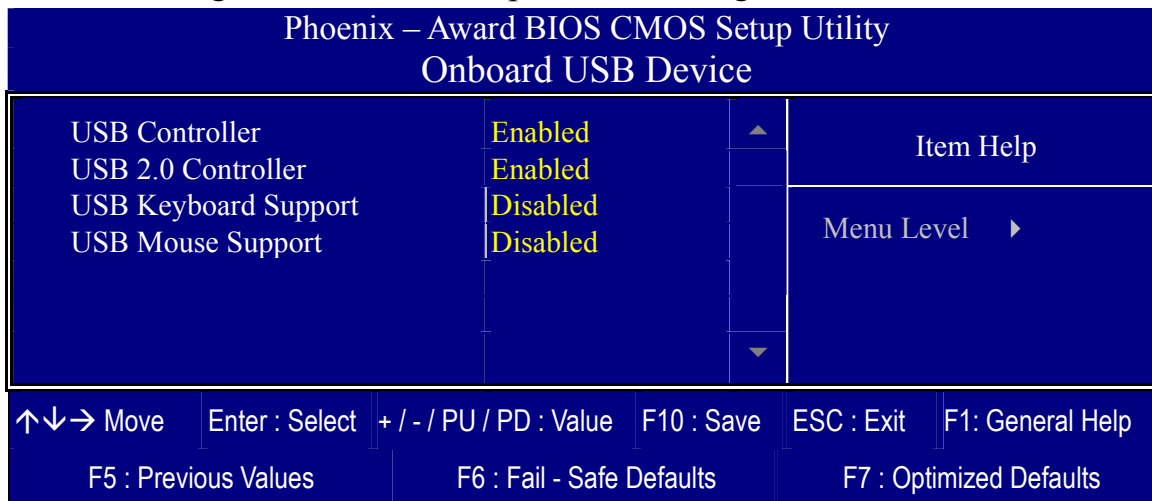 Phoenix – Award BIOS CMOS Setup Utility
Onboard USB Device
USB Controller Enabled
USB 2.0 Controller Enabled
USB Keyboard Support Disabled
USB Mouse Support Disabled
Item Help
Menu Level
↑↓→ Move Enter : Select + / - / PU / PD : Value F10 : Save ESC : Exit F1: General Help
F5 : Previous Values F6 : Fail - Safe Defaults F7 : Optimized Defaults